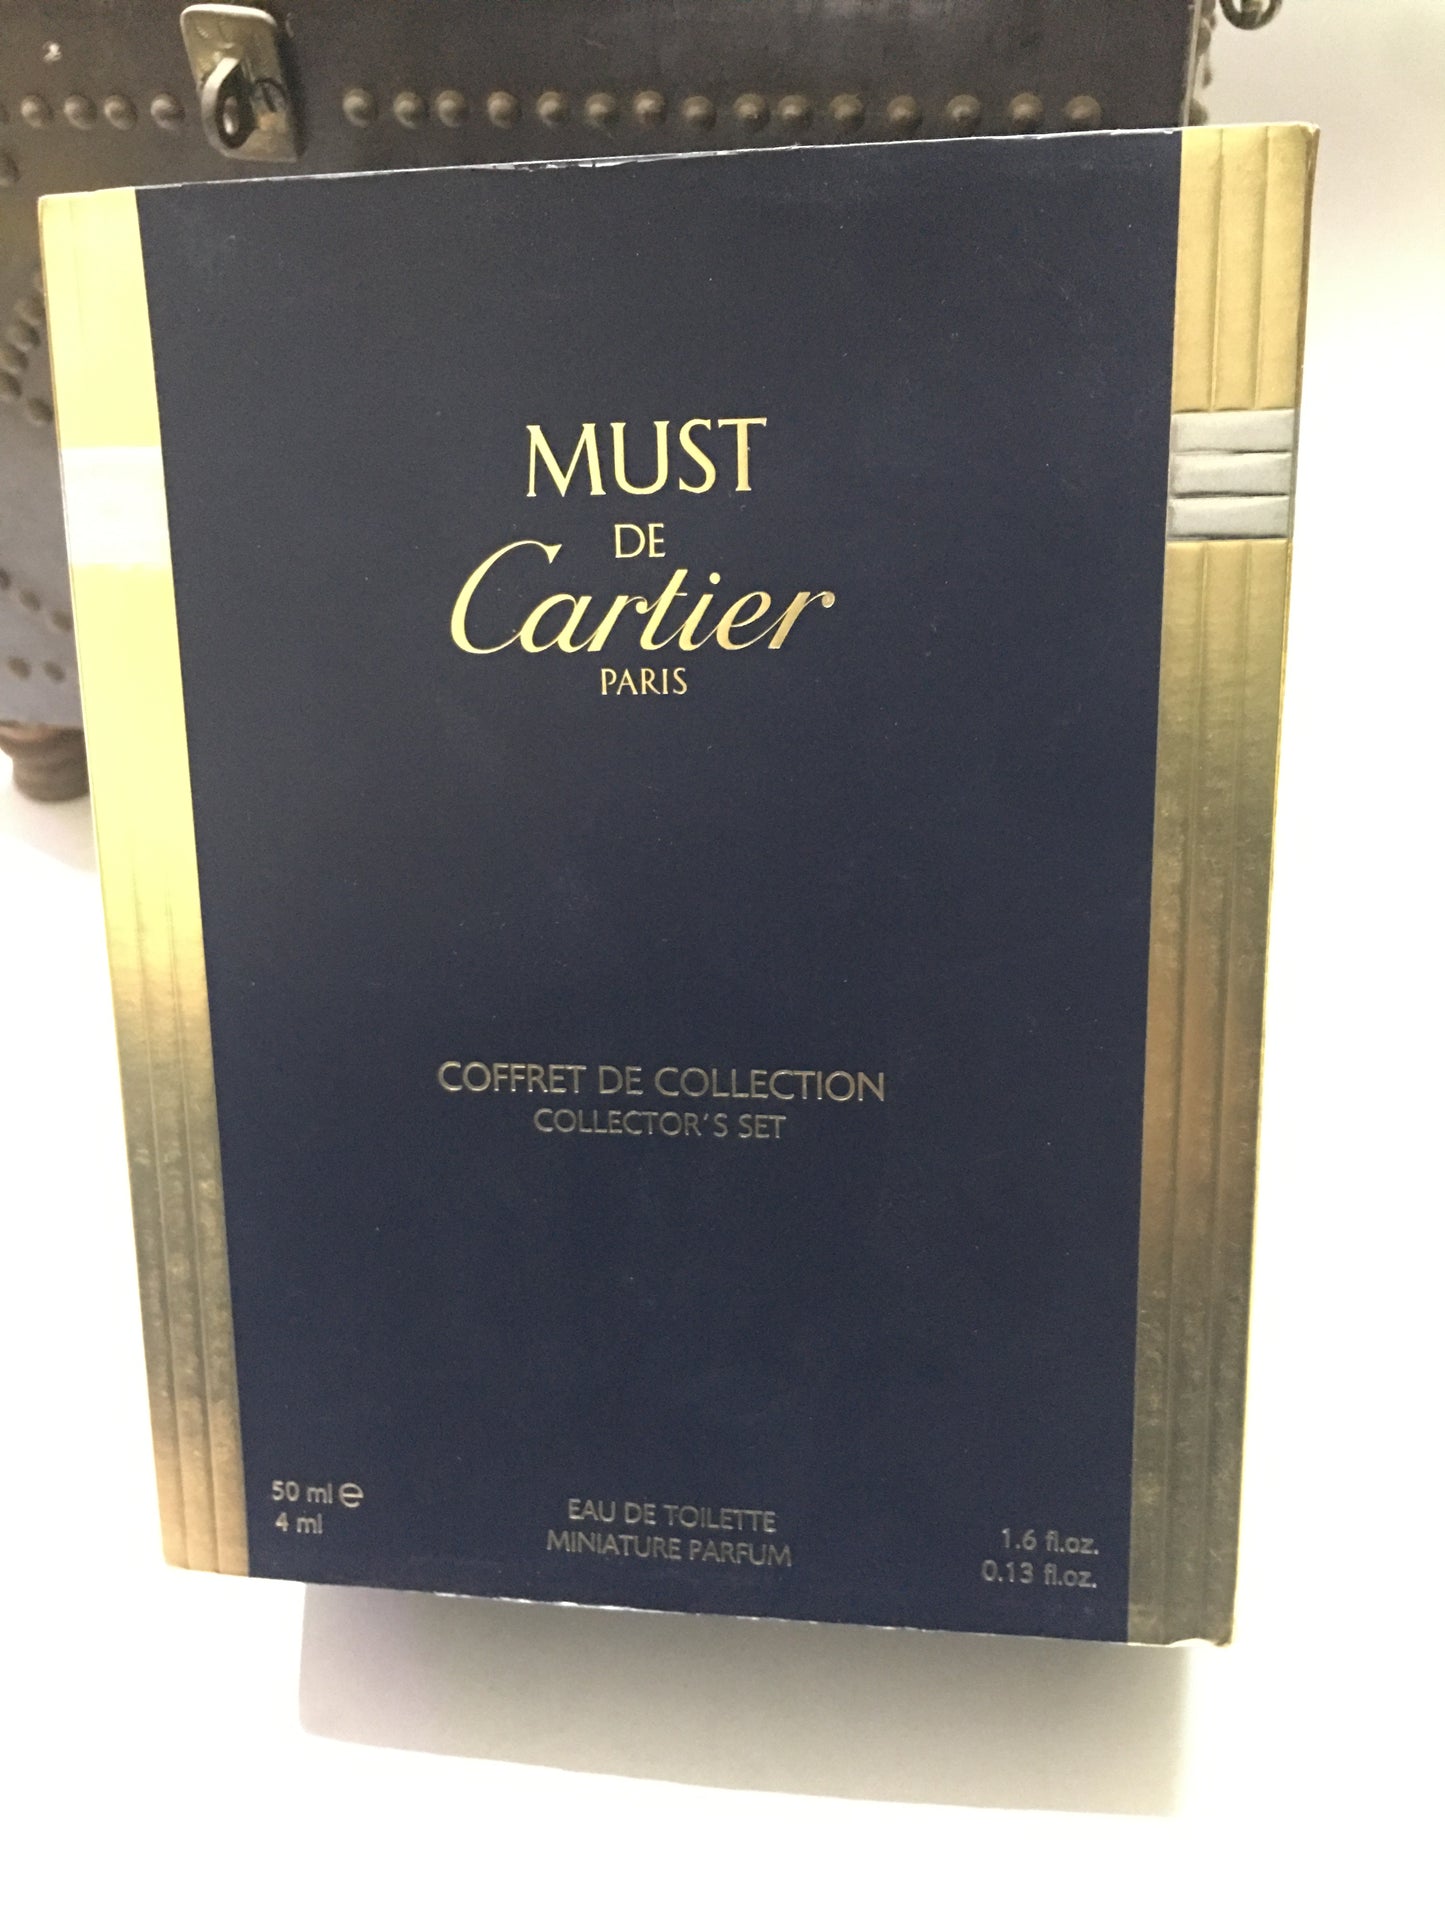 MUST
DE
Cartier
PARIS
COFFRET DE COLLECTION
COLLECTOR'S SET
50 ml ℮
4 ml
EAU DE TOILETTE
MINIATURE PARFUM
1.6 fl.oz.
0.13 fl.oz.